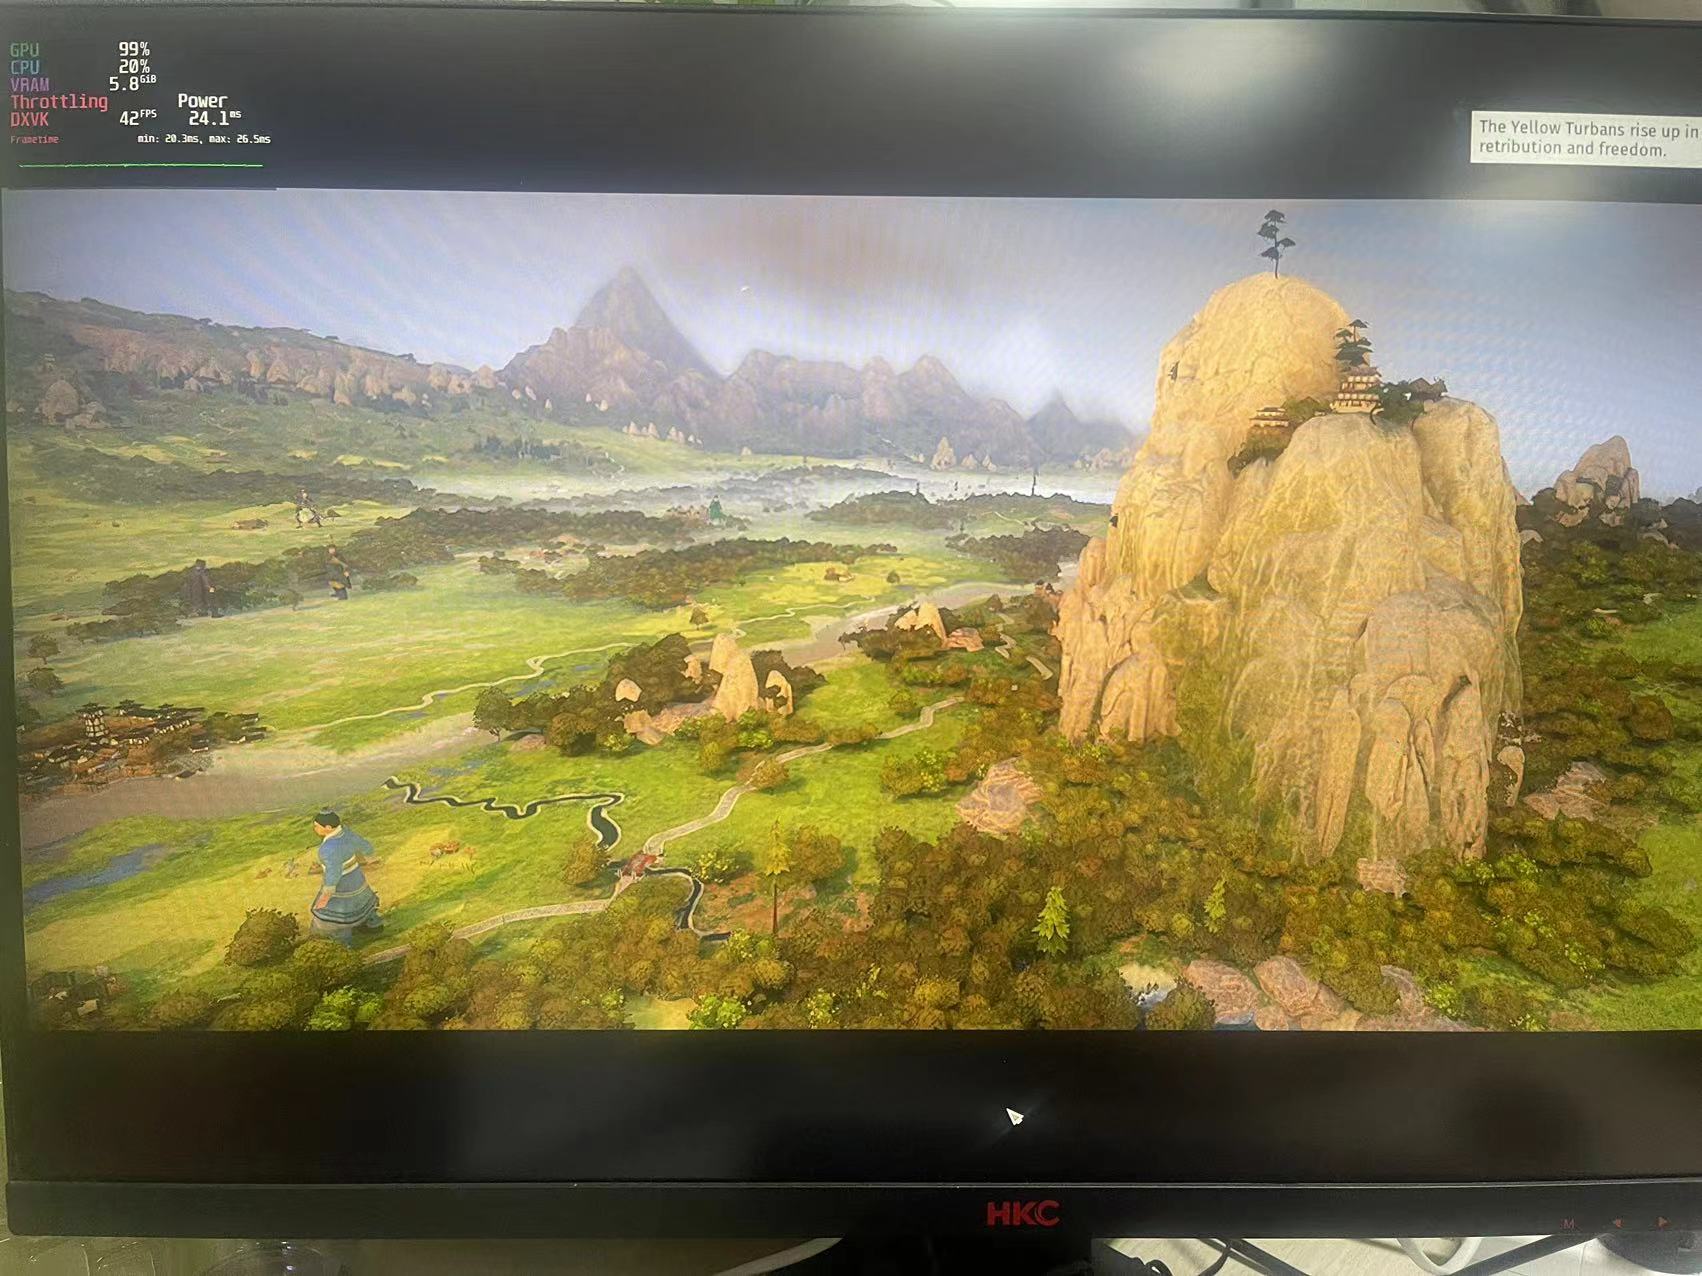 GPU 99%
CPU 20%
VRAM 5.8GiB
Throttling Power
DXVK 42FPS 24.1ms
Frametime min: 20.3ms, max: 26.5ms
The Yellow Turbans rise up in
retribution and freedom.
HKC
M